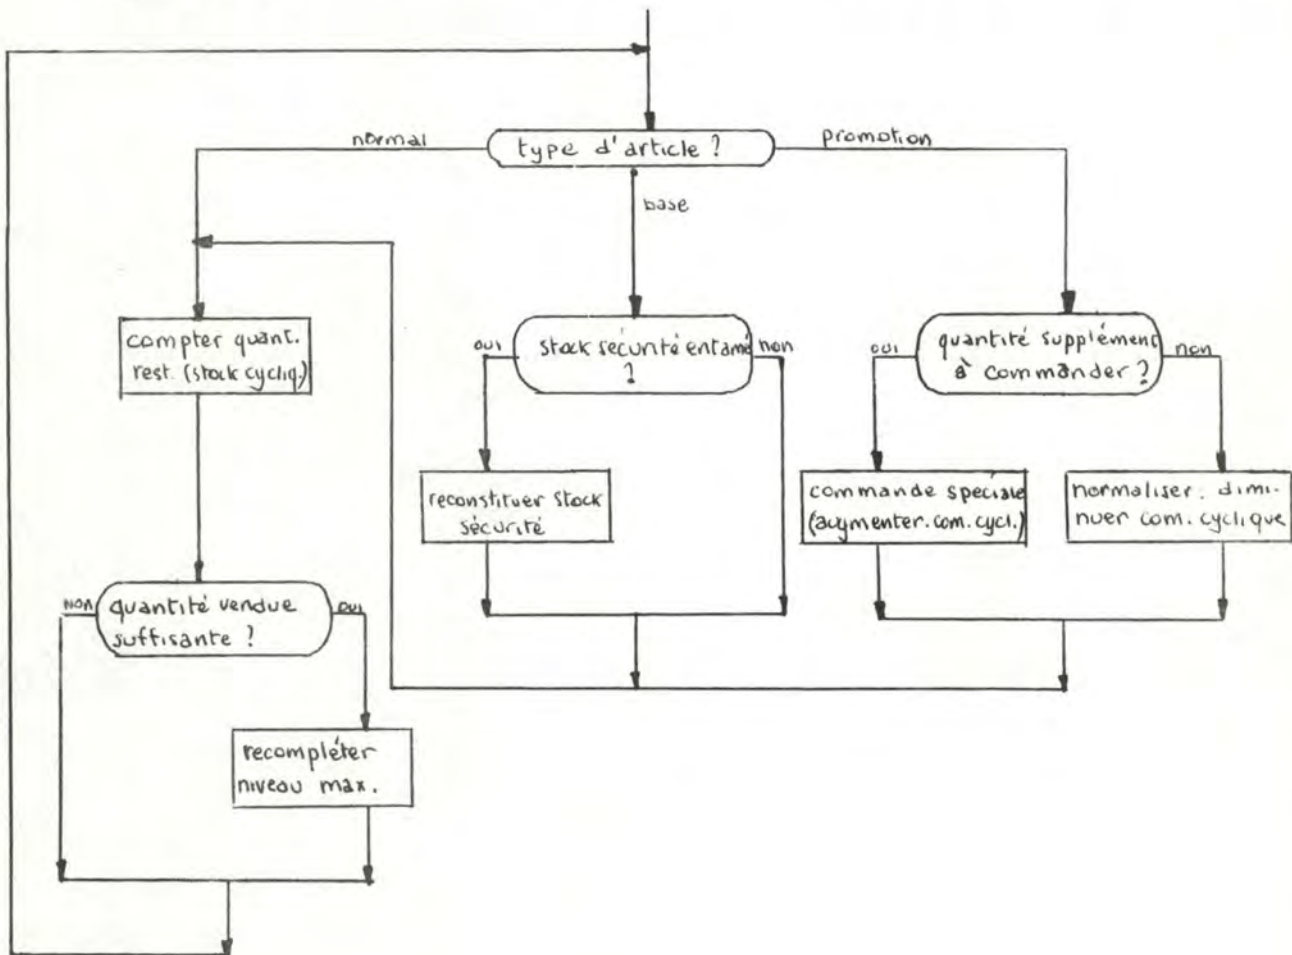 normal
type d'article ?
promotion
base
compter quant.
rest. (stock cycliq.)
oui
stock sécurité entamé
?
non
oui
quantité supplément
à commander ?
non
reconstituer stock
sécurité
commande spéciale
(augmenter. com. cycl.)
normaliser. dimi-
nuer com. cyclique
non
quantité vendue
suffisante ?
oui
recompléter
niveau max.